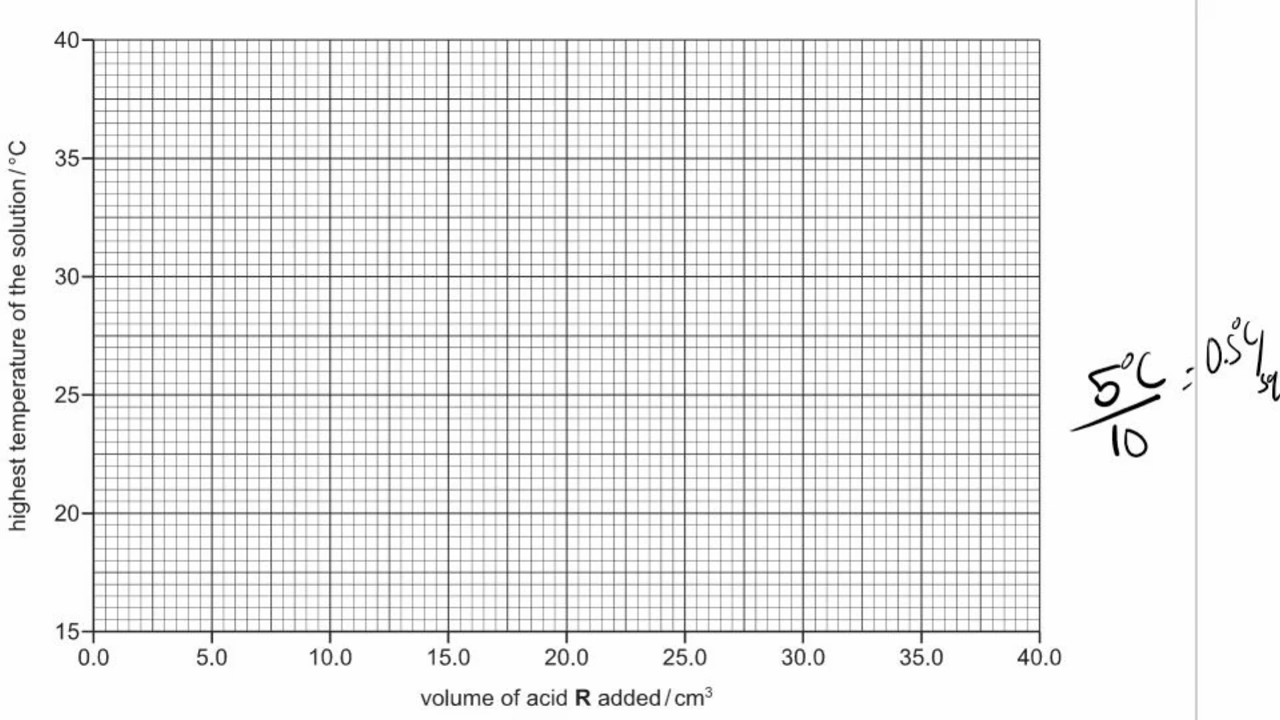 40
35
30
25
20
15
0.0 5.0 10.0 15.0 20.0 25.0 30.0 35.0 40.0
highest temperature of the solution / °C
volume of acid R added / cm³
5°C/10 = 0.5°C/sq